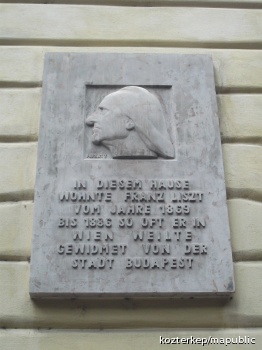 IN DIESEM HAUSE
WOHNTE FRANZ LISZT
VOM JAHRE 1869
BIS 1886 SO OFT ER IN
WIEN WEILTE
GEWIDMET VON DER
STADT BUDAPEST
kozterkep/mapublic